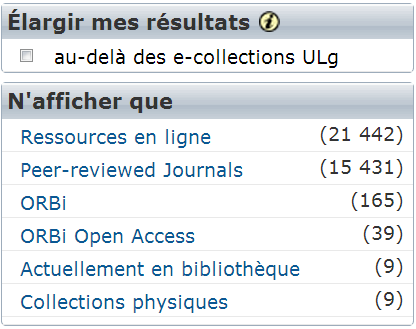 Élargir mes résultats
au-delà des e-collections ULg
N'afficher que
Ressources en ligne (21 442)
Peer-reviewed Journals (15 431)
ORBi (165)
ORBi Open Access (39)
Actuellement en bibliothèque (9)
Collections physiques (9)